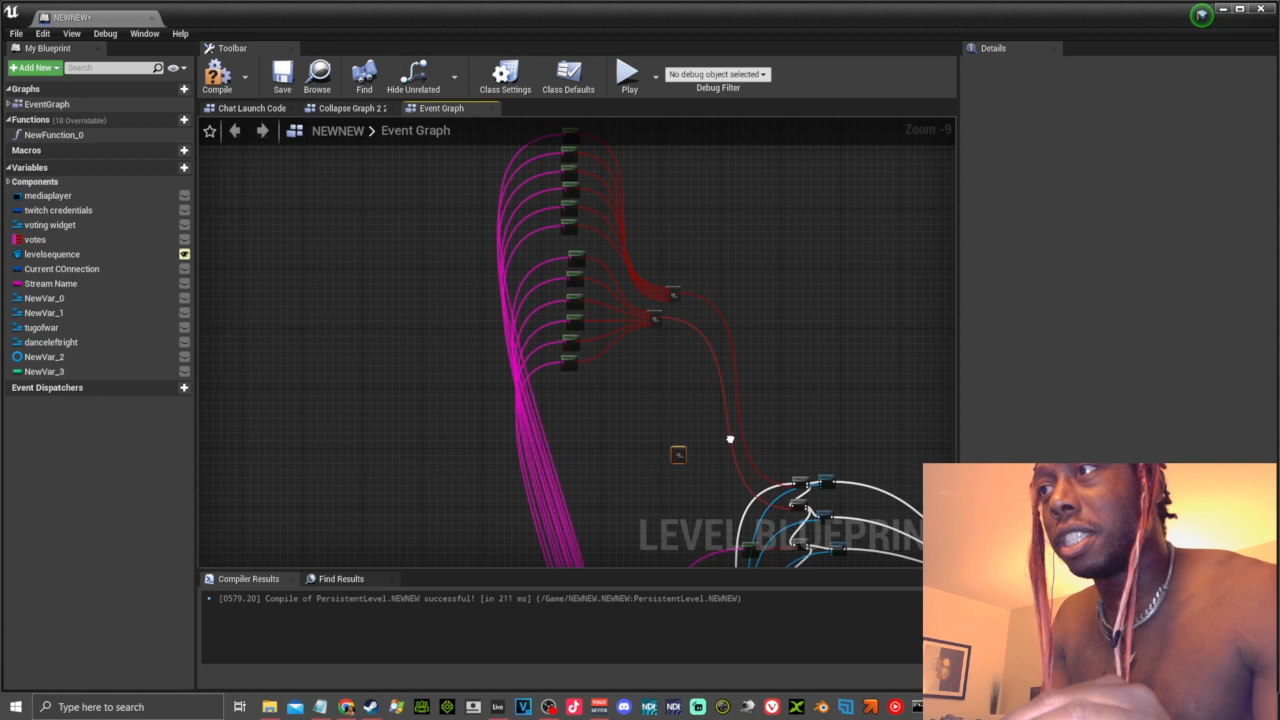 NEWNEW*
File Edit View Debug Window Help
My Blueprint
Toolbar
Details
Add New
Search
Compile
Save
Browse
Find
Hide Unrelated
Class Settings
Class Defaults
Play
No debug object selected
Debug Filter
Graphs
EventGraph
Functions (18 Overridable)
NewFunction_0
Macros
Variables
Components
mediaplayer
twitch credentials
voting widget
votes
levelsequence
Current COnnection
Stream Name
NewVar_0
NewVar_1
tugofwar
danceleftright
NewVar_2
NewVar_3
Event Dispatchers
Chat Launch Code
Collapse Graph 2
Event Graph
NEWNEW > Event Graph
Zoom -9
LEVEL BLUEPRIN
Compiler Results
Find Results
[0579.20] Compile of PersistentLevel.NEWNEW successful! [in 211 ms] (/Game/NEWNEW.NEWNEW:PersistentLevel.NEWNEW)
Type here to search
Live